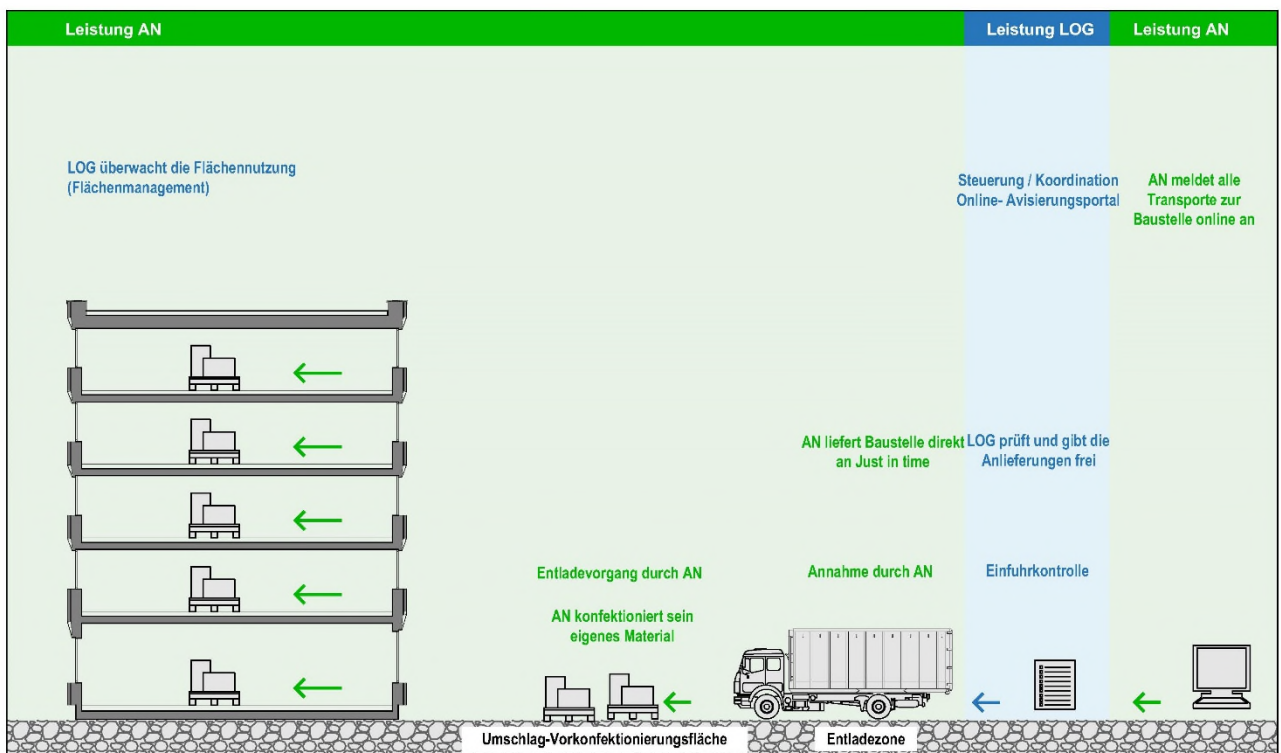 Leistung AN
Leistung LOG
Leistung AN
LOG überwacht die Flächennutzung
(Flächenmanagement)
Steuerung / Koordination
Online- Avisierungsportal
AN meldet alle
Transporte zur
Baustelle online an
AN liefert Baustelle direkt
an Just in time
LOG prüft und gibt die
Anlieferungen frei
Entladevorgang durch AN
AN konfektioniert sein
eigenes Material
Annahme durch AN
Einfuhrkontrolle
Umschlag-Vorkonfektionierungsfläche
Entladezone